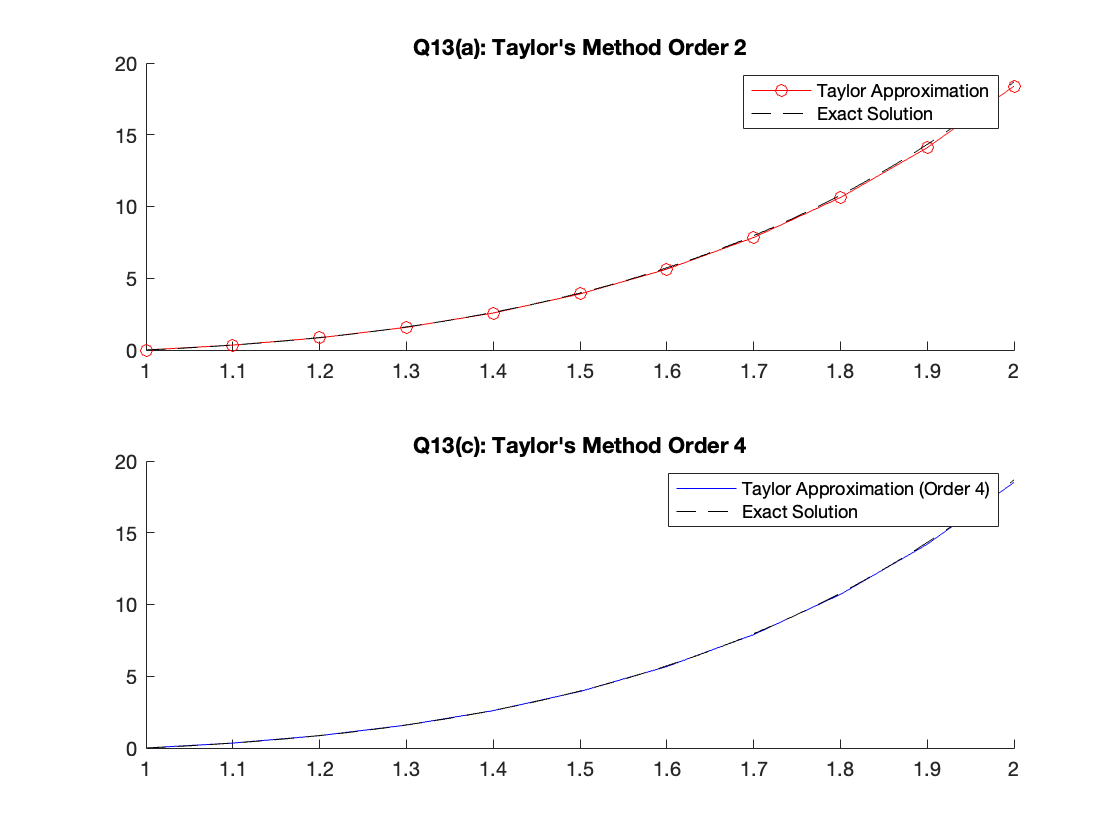 Q13(a): Taylor's Method Order 2
20
15
10
5
0
Taylor Approximation
Exact Solution
1 1.1 1.2 1.3 1.4 1.5 1.6 1.7 1.8 1.9 2
Q13(c): Taylor's Method Order 4
20
15
10
5
0
Taylor Approximation (Order 4)
Exact Solution
1 1.1 1.2 1.3 1.4 1.5 1.6 1.7 1.8 1.9 2